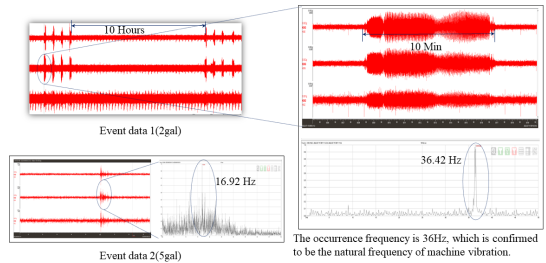 10 Hours
Event data 1(2gal)
10 Min
36.42 Hz
16.92 Hz
Event data 2(5gal)
The occurrence frequency is 36Hz, which is confirmed
to be the natural frequency of machine vibration.